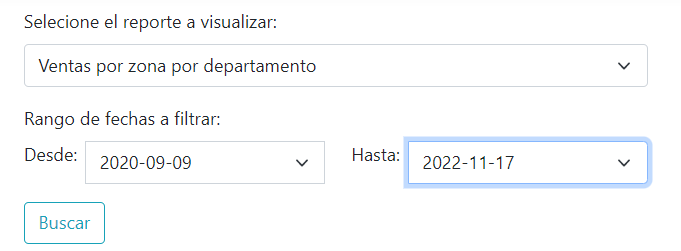 Selecione el reporte a visualizar:
Ventas por zona por departamento
Rango de fechas a filtrar:
Desde: 2020-09-09 Hasta: 2022-11-17
Buscar